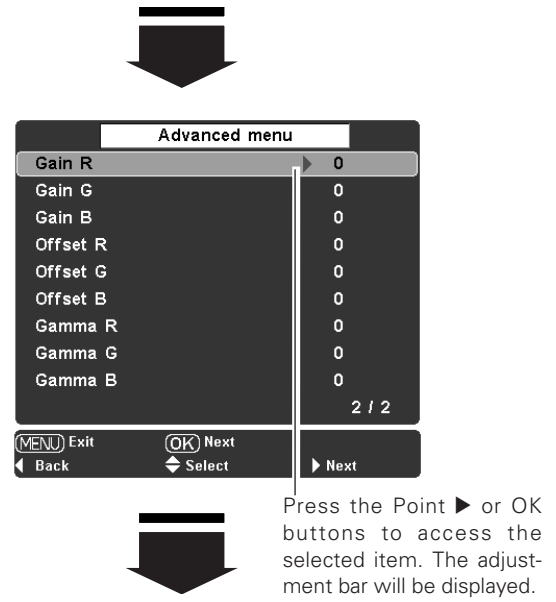 Advanced menu
Gain R ▶ 0
Gain G 0
Gain B 0
Offset R 0
Offset G 0
Offset B 0
Gamma R 0
Gamma G 0
Gamma B 0
2 / 2
MENU Exit OK Next
◀ Back Select ▶ Next
Press the Point ▶ or OK
buttons to access the
selected item. The adjust-
ment bar will be displayed.